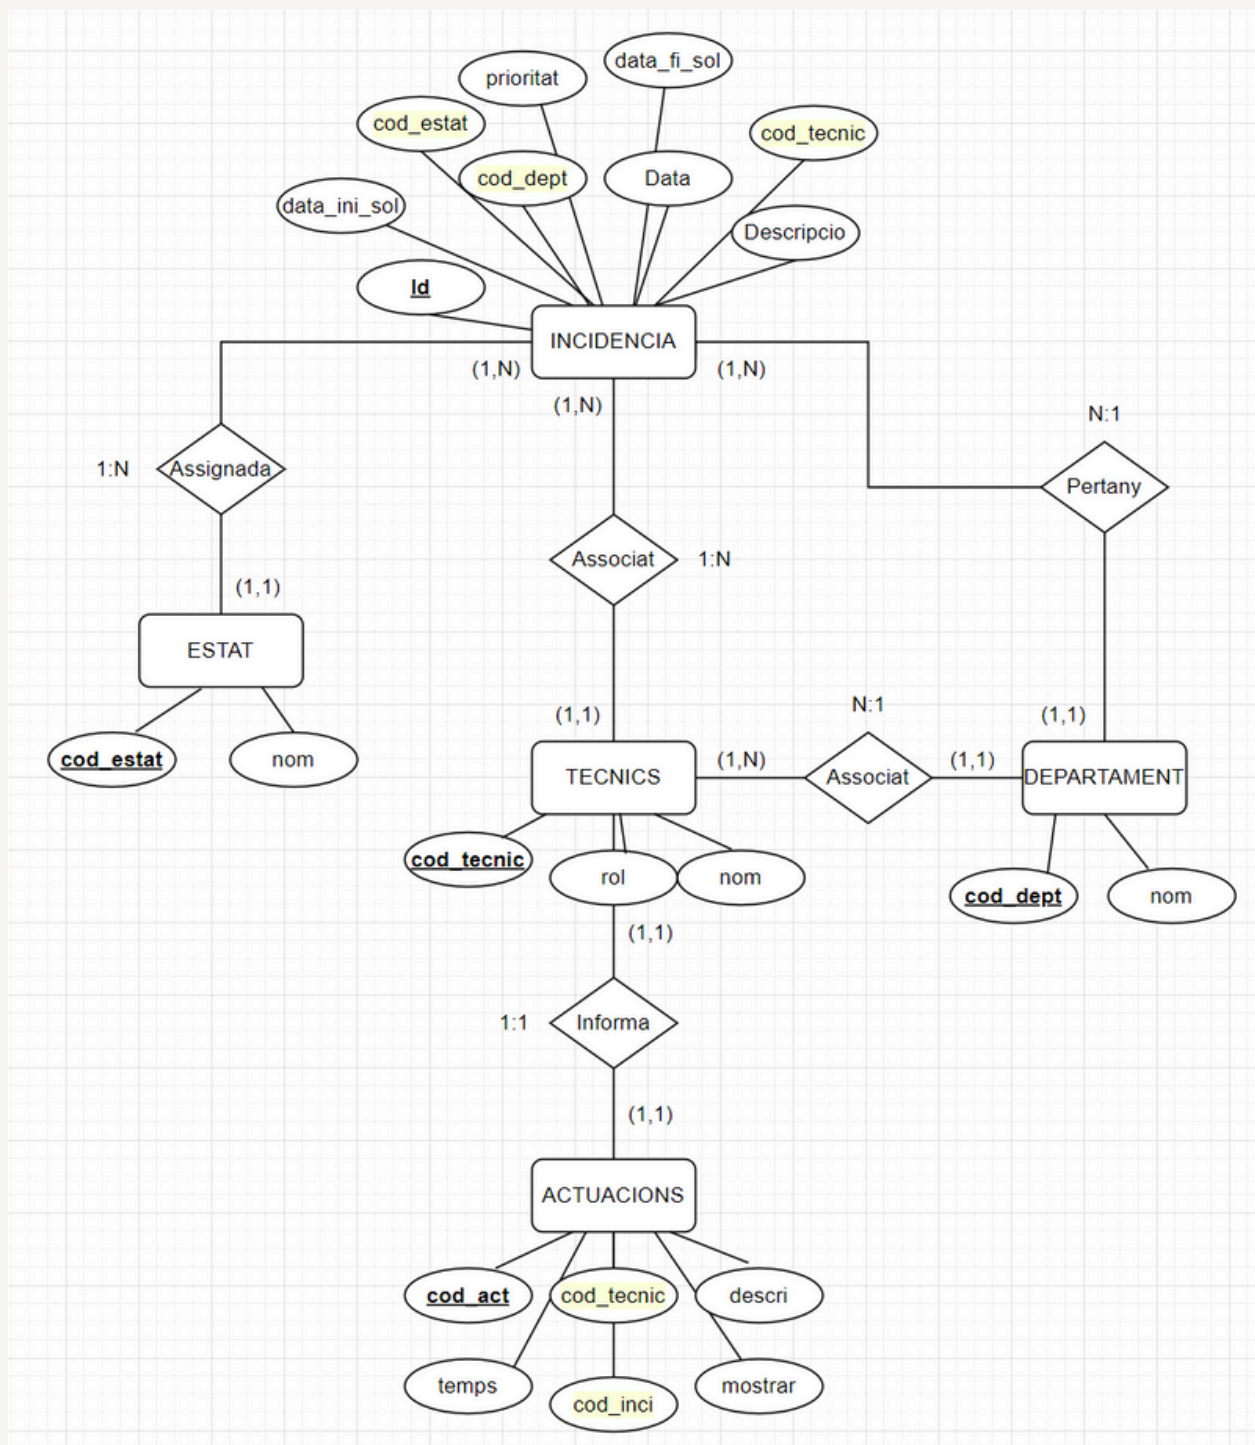 data_fi_sol
prioritat
cod_estat
cod_tecnic
cod_dept
Data
data_ini_sol
Descripcio
Id
INCIDENCIA
(1,N)
(1,N)
(1,N)
N:1
1:N
Assignada
Pertany
Associat
1:N
(1,1)
ESTAT
N:1
(1,1)
(1,1)
cod_estat
nom
(1,N)
(1,1)
TECNICS
Associat
DEPARTAMENT
cod_tecnic
rol
nom
cod_dept
nom
(1,1)
1:1
Informa
(1,1)
ACTUACIONS
cod_act
cod_tecnic
descri
temps
cod_inci
mostrar